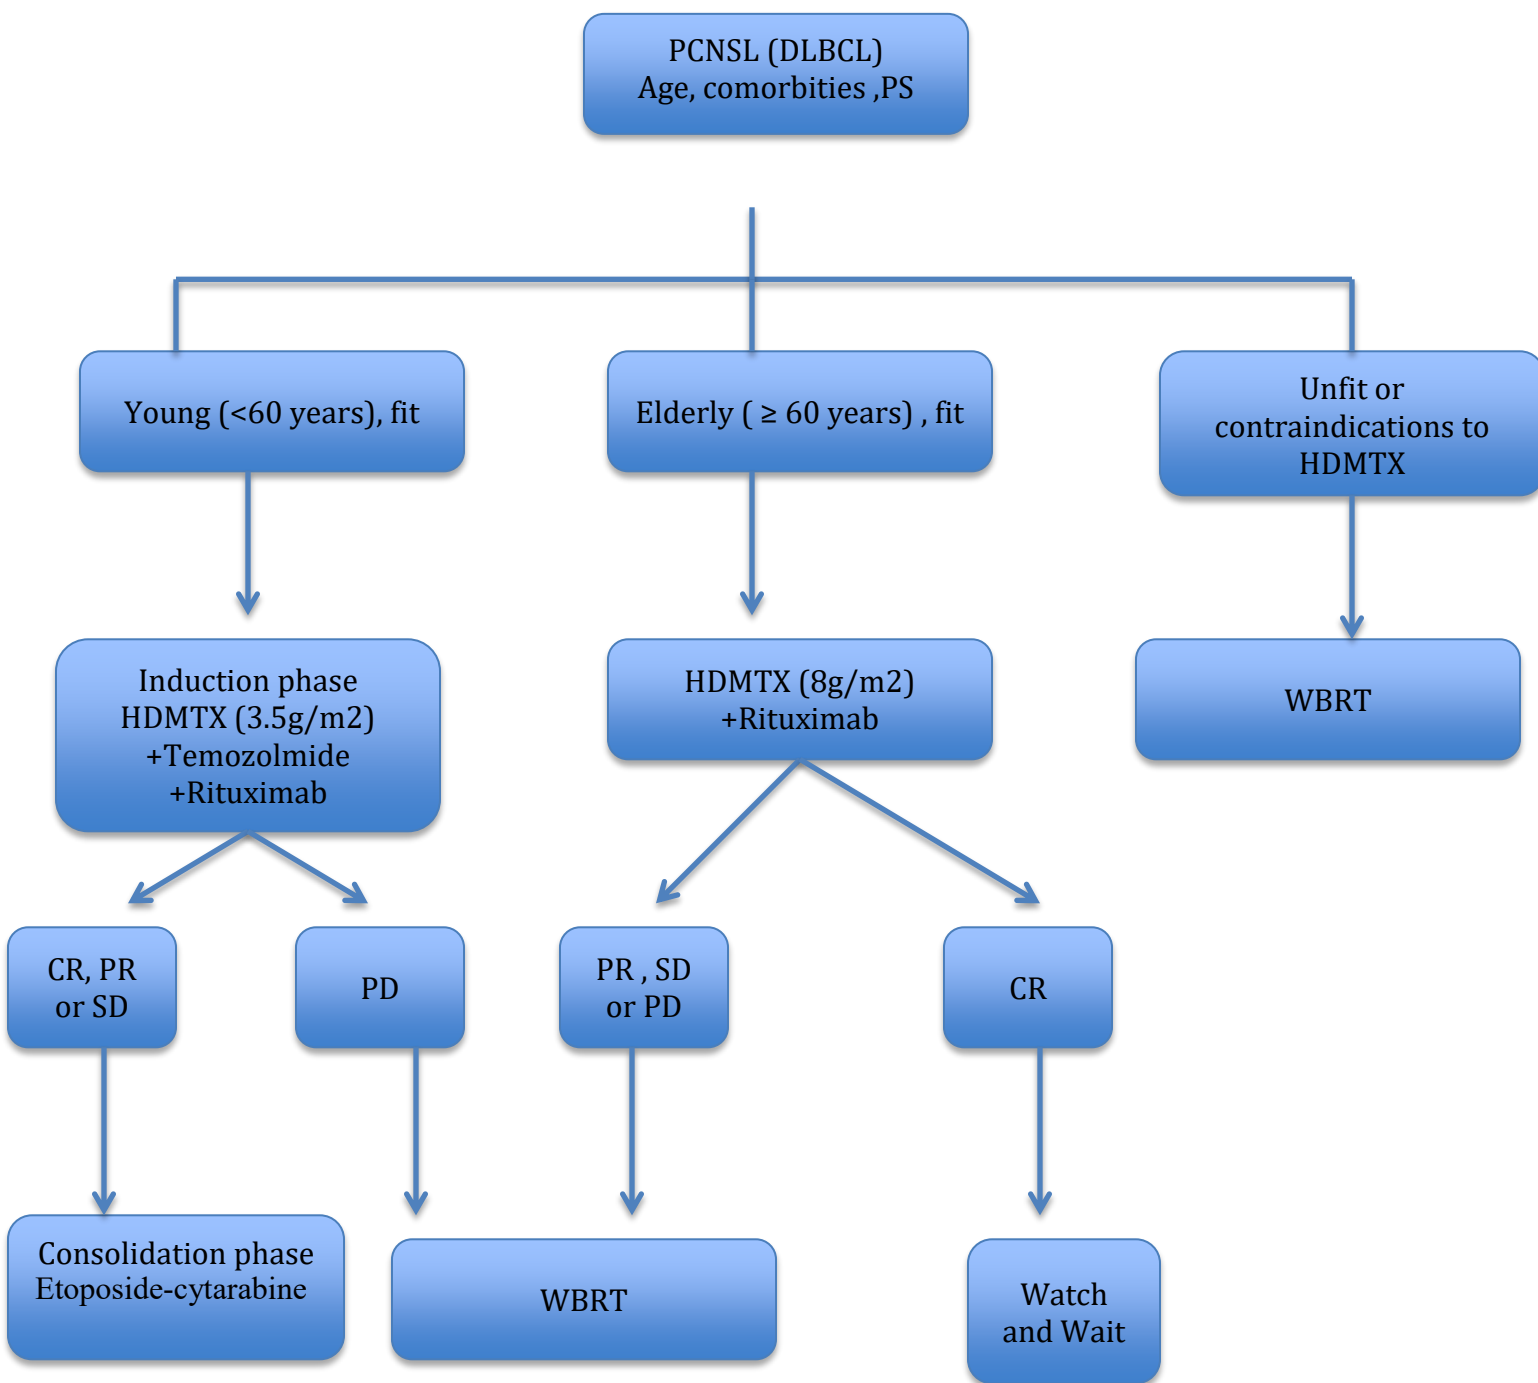 PCNSL (DLBCL)
Age, comorbities ,PS
Young (<60 years), fit
Elderly ( ≥ 60 years) , fit
Unfit or
contraindications to
HDMTX
Induction phase
HDMTX (3.5g/m2)
+Temozolmide
+Rituximab
HDMTX (8g/m2)
+Rituximab
WBRT
CR, PR
or SD
PD
PR , SD
or PD
CR
Consolidation phase
Etoposide-cytarabine
WBRT
Watch
and Wait